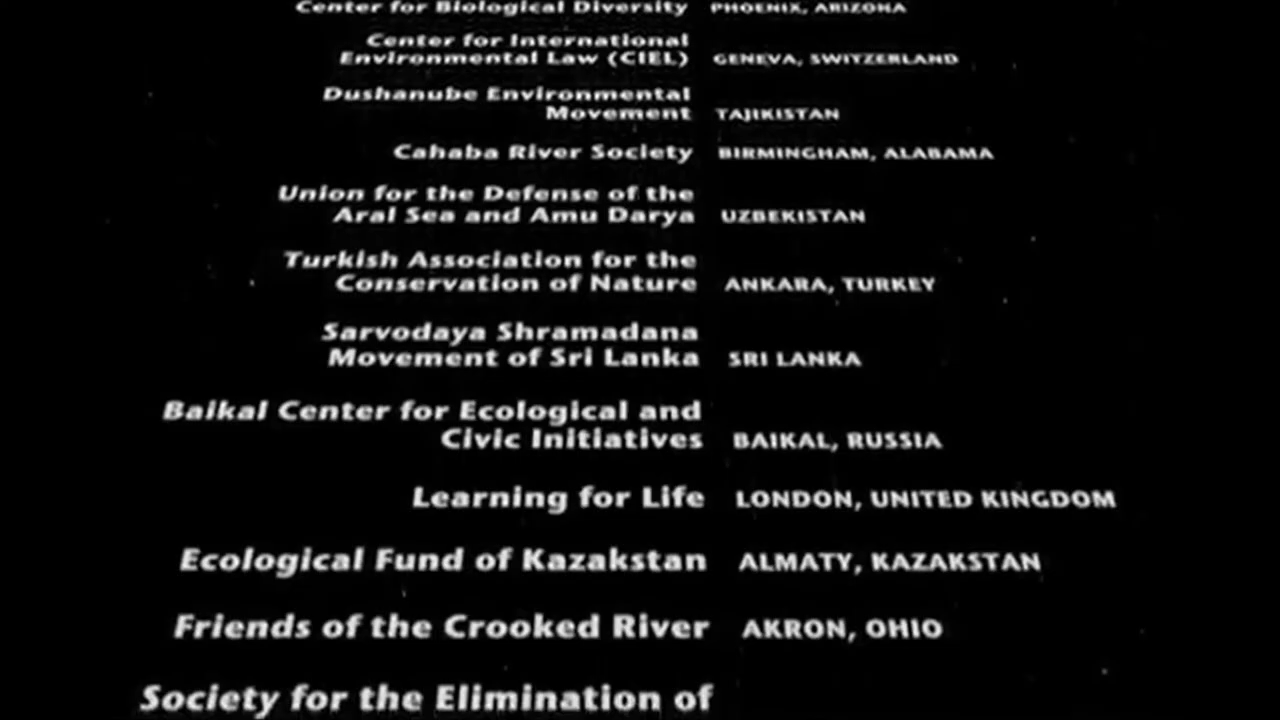 Center for Biological Diversity PHOENIX, ARIZONA
Center for International
Environmental Law (CIEL) GENEVA, SWITZERLAND
Dushanube Environmental
Movement TAJIKISTAN
Cahaba River Society BIRMINGHAM, ALABAMA
Union for the Defense of the
Aral Sea and Amu Darya UZBEKISTAN
Turkish Association for the
Conservation of Nature ANKARA, TURKEY
Sarvodaya Shramadana
Movement of Sri Lanka SRI LANKA
Baikal Center for Ecological and
Civic Initiatives BAIKAL, RUSSIA
Learning for Life LONDON, UNITED KINGDOM
Ecological Fund of Kazakstan ALMATY, KAZAKSTAN
Friends of the Crooked River AKRON, OHIO
Society for the Elimination of